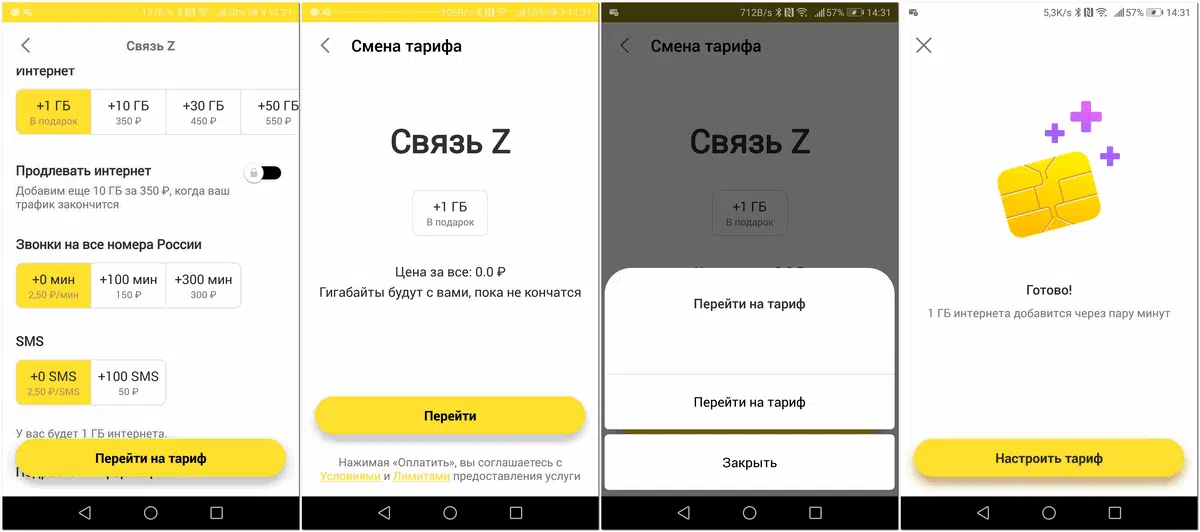 132B/s 58% 14:31
Связь Z
интернет
+1 ГБ
В подарок
+10 ГБ
350 ₽
+30 ГБ
450 ₽
+50 ГБ
550 ₽
Продлевать интернет
Добавим еще 10 ГБ за 350 ₽, когда ваш
трафик закончится
Звонки на все номера России
+0 мин
2,50 ₽/мин
+100 мин
150 ₽
+300 мин
300 ₽
SMS
+0 SMS
2,50 ₽/SMS
+100 SMS
50 ₽
У вас будет 1 ГБ интернета.
Перейти на тариф
206B/s 58% 14:31
Смена тарифа
Связь Z
+1 ГБ
В подарок
Цена за все: 0.0 ₽
Гигабайты будут с вами, пока не кончатся
Перейти
Нажимая «Оплатить», вы соглашаетесь с
Условиями и Лимитами предоставления услуги
712B/s 57% 14:31
Смена тарифа
Связь Z
+1 ГБ
В подарок
Перейти на тариф
Перейти на тариф
Закрыть
5,3K/s 57% 14:31
Готово!
1 ГБ интернета добавится через пару минут
Настроить тариф